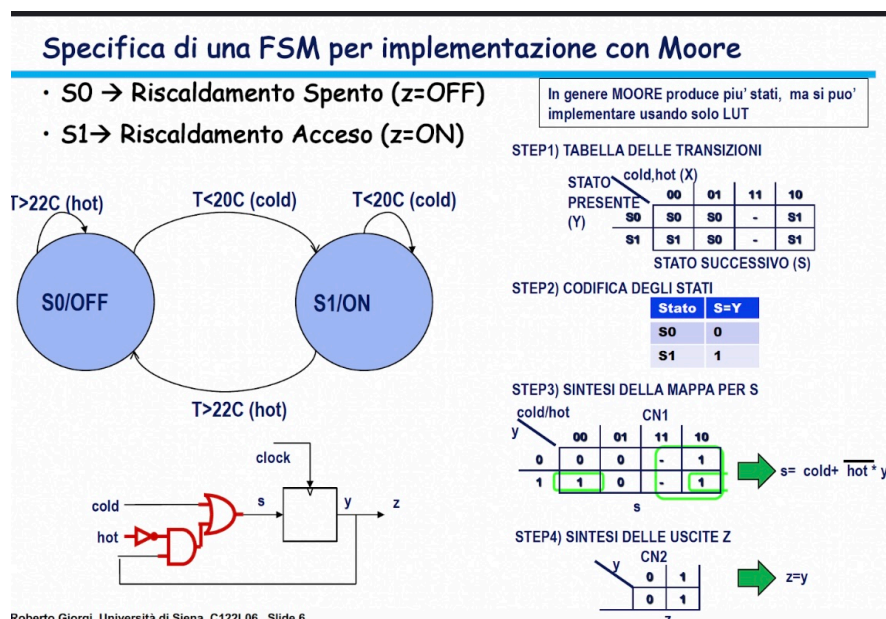 Specifica di una FSM per implementazione con Moore
• S0 → Riscaldamento Spento (z=OFF)
• S1→ Riscaldamento Acceso (z=ON)
In genere MOORE produce piu' stati, ma si puo'
implementare usando solo LUT
T>22C (hot)
T<20C (cold)
T<20C (cold)
S0/OFF
S1/ON
T>22C (hot)
clock
cold
hot
s
y
z
STEP1) TABELLA DELLE TRANSIZIONI
cold,hot (X)
STATO
PRESENTE
(Y)
00 01 11 10
S0 S0 S0 - S1
S1 S1 S0 - S1
STATO SUCCESSIVO (S)
STEP2) CODIFICA DEGLI STATI
Stato S=Y
S0 0
S1 1
STEP3) SINTESI DELLA MAPPA PER S
cold/hot
CN1
y
00 01 11 10
0 0 0 - 1
1 1 0 - 1
s
s= cold+ hot * y
STEP4) SINTESI DELLE USCITE Z
CN2
y
0 1
0 1
z=y
Roberto Giorgi, Università di Siena, C122L06, Slide 6